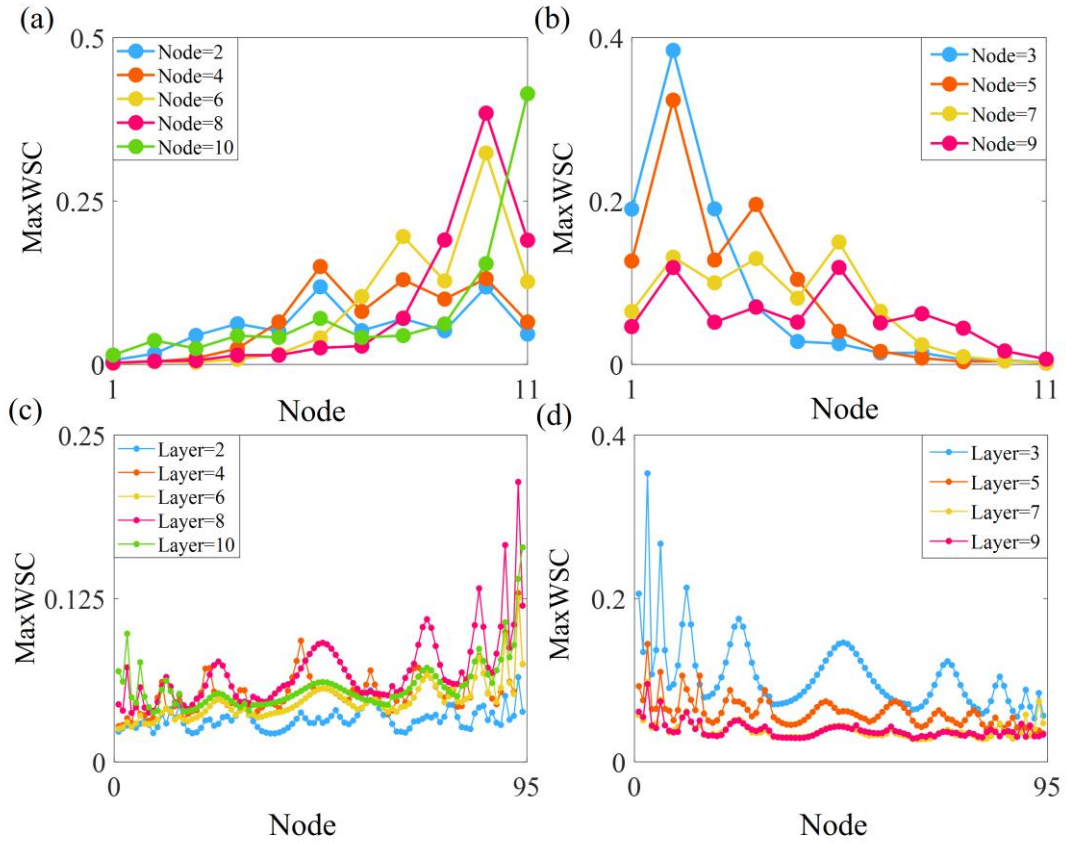 (a)
0.5
Node=2
Node=4
Node=6
Node=8
Node=10
MaxWSC
0.25
0
1
11
Node
(b)
0.4
Node=3
Node=5
Node=7
Node=9
MaxWSC
0.2
0
1
11
Node
(c)
0.25
Layer=2
Layer=4
Layer=6
Layer=8
Layer=10
MaxWSC
0.125
0
0
95
Node
(d)
0.4
Layer=3
Layer=5
Layer=7
Layer=9
MaxWSC
0.2
0
0
95
Node